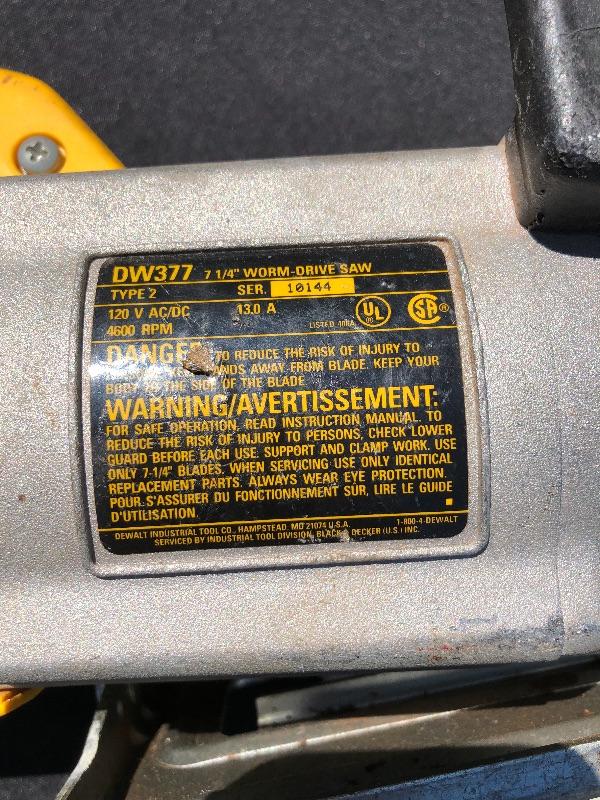 DW377 7 1/4" WORM-DRIVE SAW
TYPE 2 SER. 10144
120 V AC/DC 13.0 A
4600 RPM LISTED UL SA ®
DANGER: TO REDUCE THE RISK OF INJURY TO
HANDS AWAY FROM BLADE. KEEP YOUR
BODY TO THE SIDE OF THE BLADE
WARNING/AVERTISSEMENT:
FOR SAFE OPERATION, READ INSTRUCTION MANUAL. TO
REDUCE THE RISK OF INJURY TO PERSONS, CHECK LOWER
GUARD BEFORE EACH USE. SUPPORT AND CLAMP WORK. USE
ONLY 7-1/4" BLADES. WHEN SERVICING USE ONLY IDENTICAL
REPLACEMENT PARTS. ALWAYS WEAR EYE PROTECTION.
POUR S'ASSURER DU FONCTIONNEMENT SUR, LIRE LE GUIDE
D'UTILISATION.
DEWALT INDUSTRIAL TOOL CO., HAMPSTEAD, MD 21074 U.S.A. 1-800-4-DEWALT
SERVICED BY INDUSTRIAL TOOL DIVISION, BLACK & DECKER (U.S.) INC.